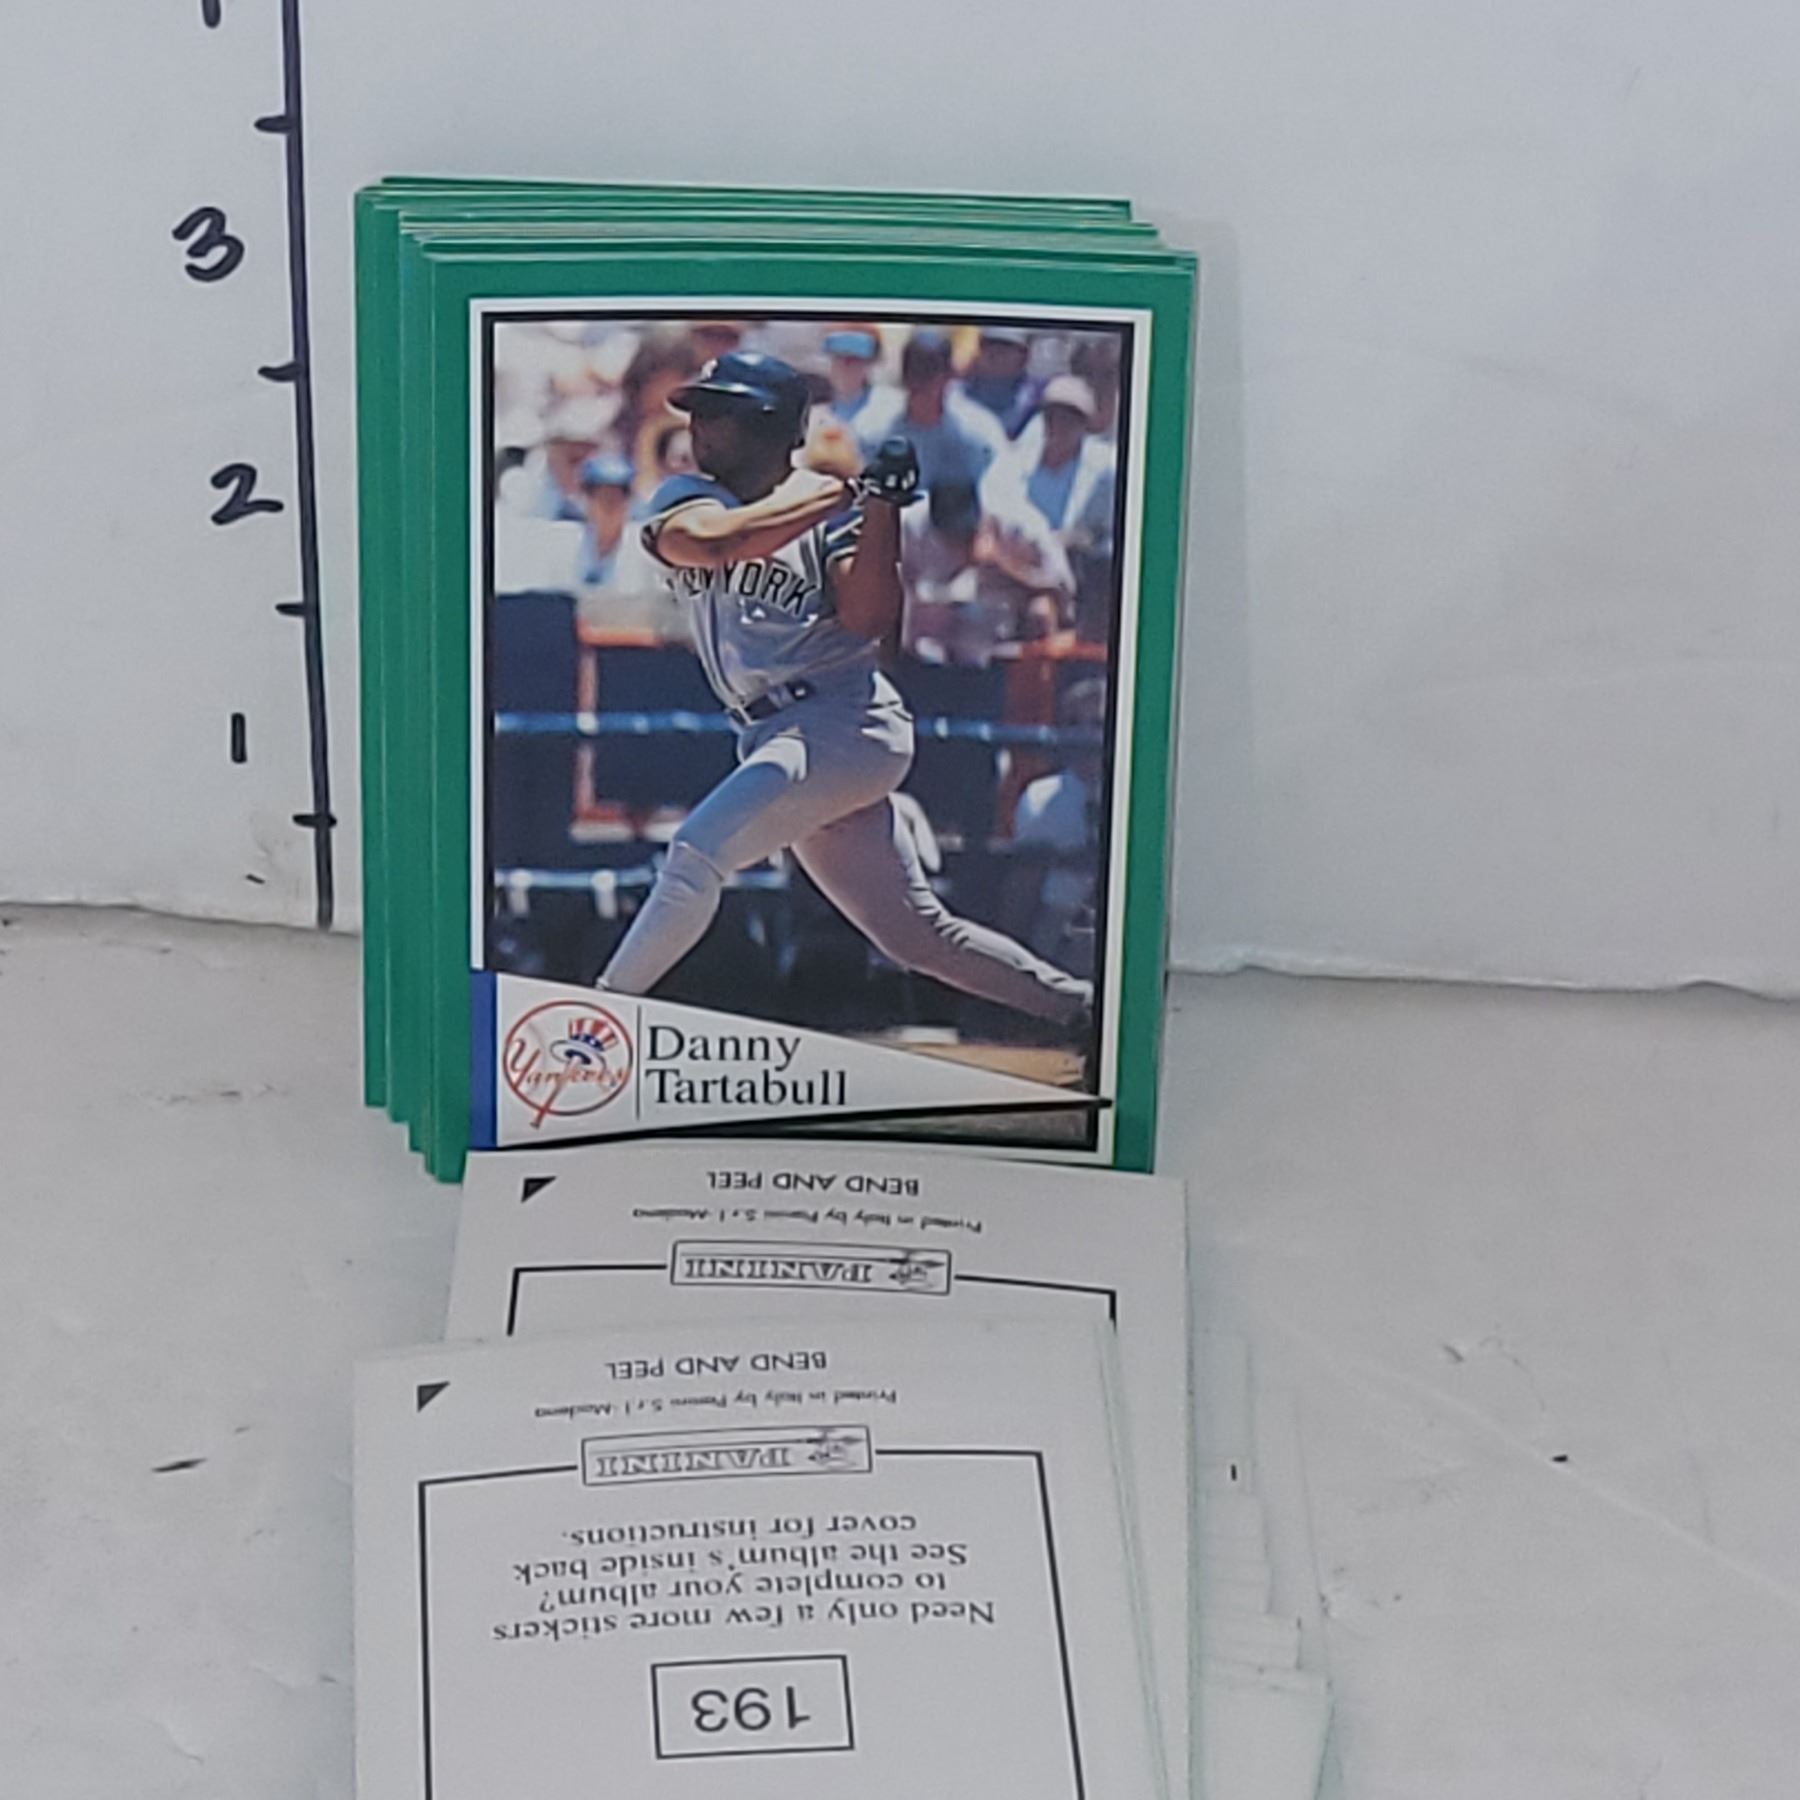 3
2
1
NEW YORK
Yankees
Danny
Tartabull
BEND AND PEEL
Printed in Italy by Panini S.r.l. Modena
PANINI
BEND AND PEEL
Printed in Italy by Panini S.r.l. Modena
PANINI
Need only a few more stickers
to complete your album?
See the album's inside back
cover for instructions.
193